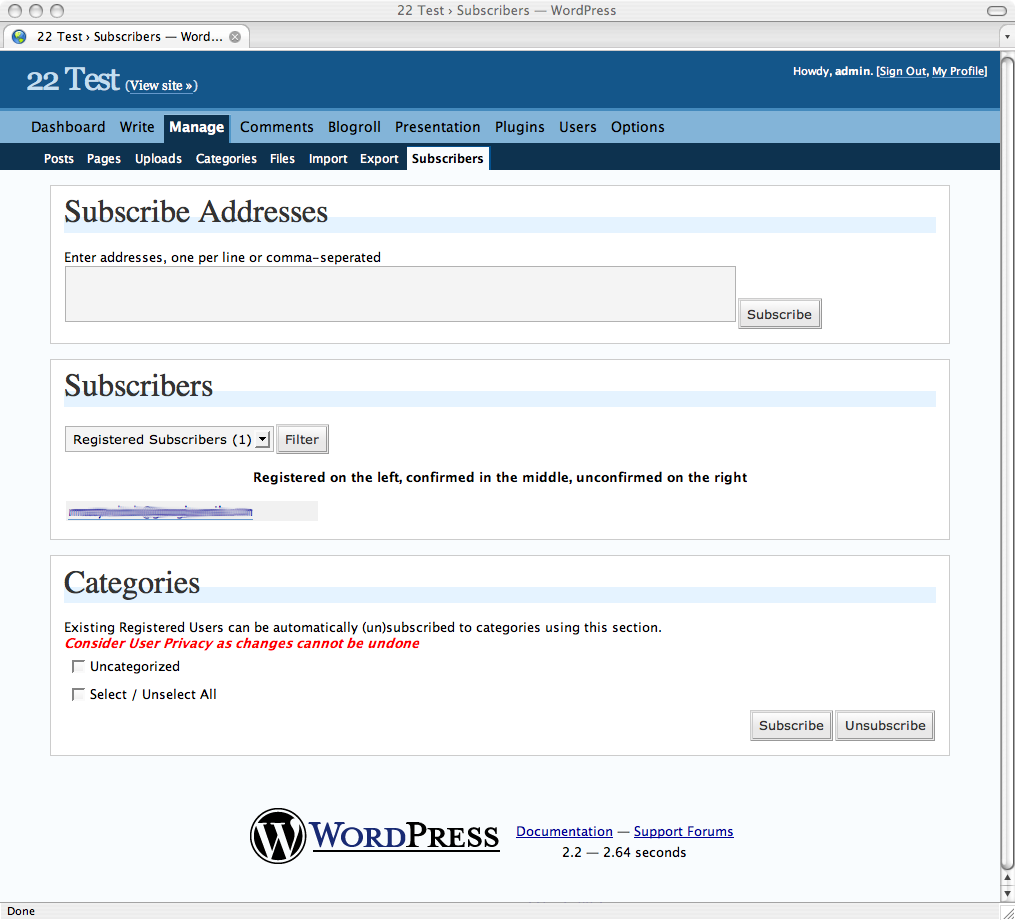 22 Test › Subscribers — WordPress
22 Test › Subscribers — Word...
22 Test (View site »)
Howdy, admin. [Sign Out, My Profile]
Dashboard Write Manage Comments Blogroll Presentation Plugins Users Options
Posts Pages Uploads Categories Files Import Export Subscribers
Subscribe Addresses
Enter addresses, one per line or comma-seperated
Subscribe
Subscribers
Registered Subscribers (1) Filter
Registered on the left, confirmed in the middle, unconfirmed on the right
Categories
Existing Registered Users can be automatically (un)subscribed to categories using this section.
Consider User Privacy as changes cannot be undone
Uncategorized
Select / Unselect All
Subscribe Unsubscribe
WORDPRESS
Documentation — Support Forums
2.2 — 2.64 seconds
Done